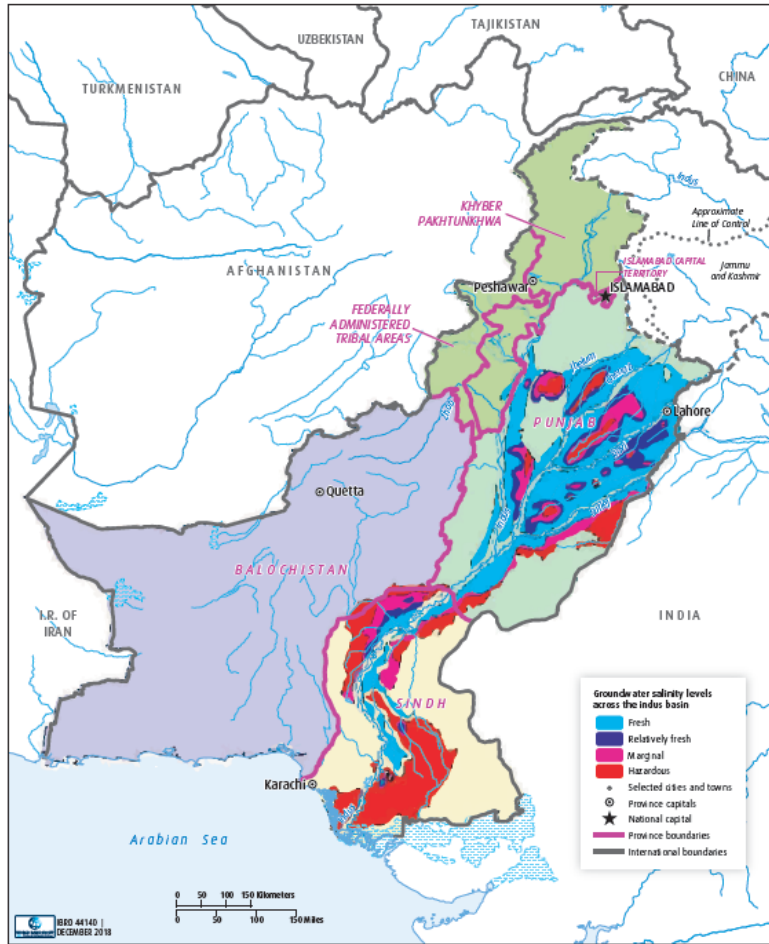 TAJIKISTAN
UZBEKISTAN
CHINA
TURKMENISTAN
Indus
KHYBER
PAKHTUNKHWA
Approximate
Line of Control
ISLAMABAD CAPITAL
TERRITORY
Jammu
and Kashmir
AFGHANISTAN
Peshawar
ISLAMABAD
FEDERALLY
ADMINISTERED
TRIBAL AREAS
Jhelum
Chenab
Zhob
PUNJAB
Lahore
Ravi
Quetta
Sutlej
Indus
BALOCHISTAN
I.R. OF
IRAN
INDIA
SINDH
Groundwater salinity levels
across the indus basin
Fresh
Relatively fresh
Marginal
Hazardous
Selected cities and towns
Province capitals
National capital
Province boundaries
International boundaries
Karachi
Indus
Arabian Sea
0 50 100 150 Kilometers
0 50 100 150 Miles
IBRD 44140 |
DECEMBER 2018